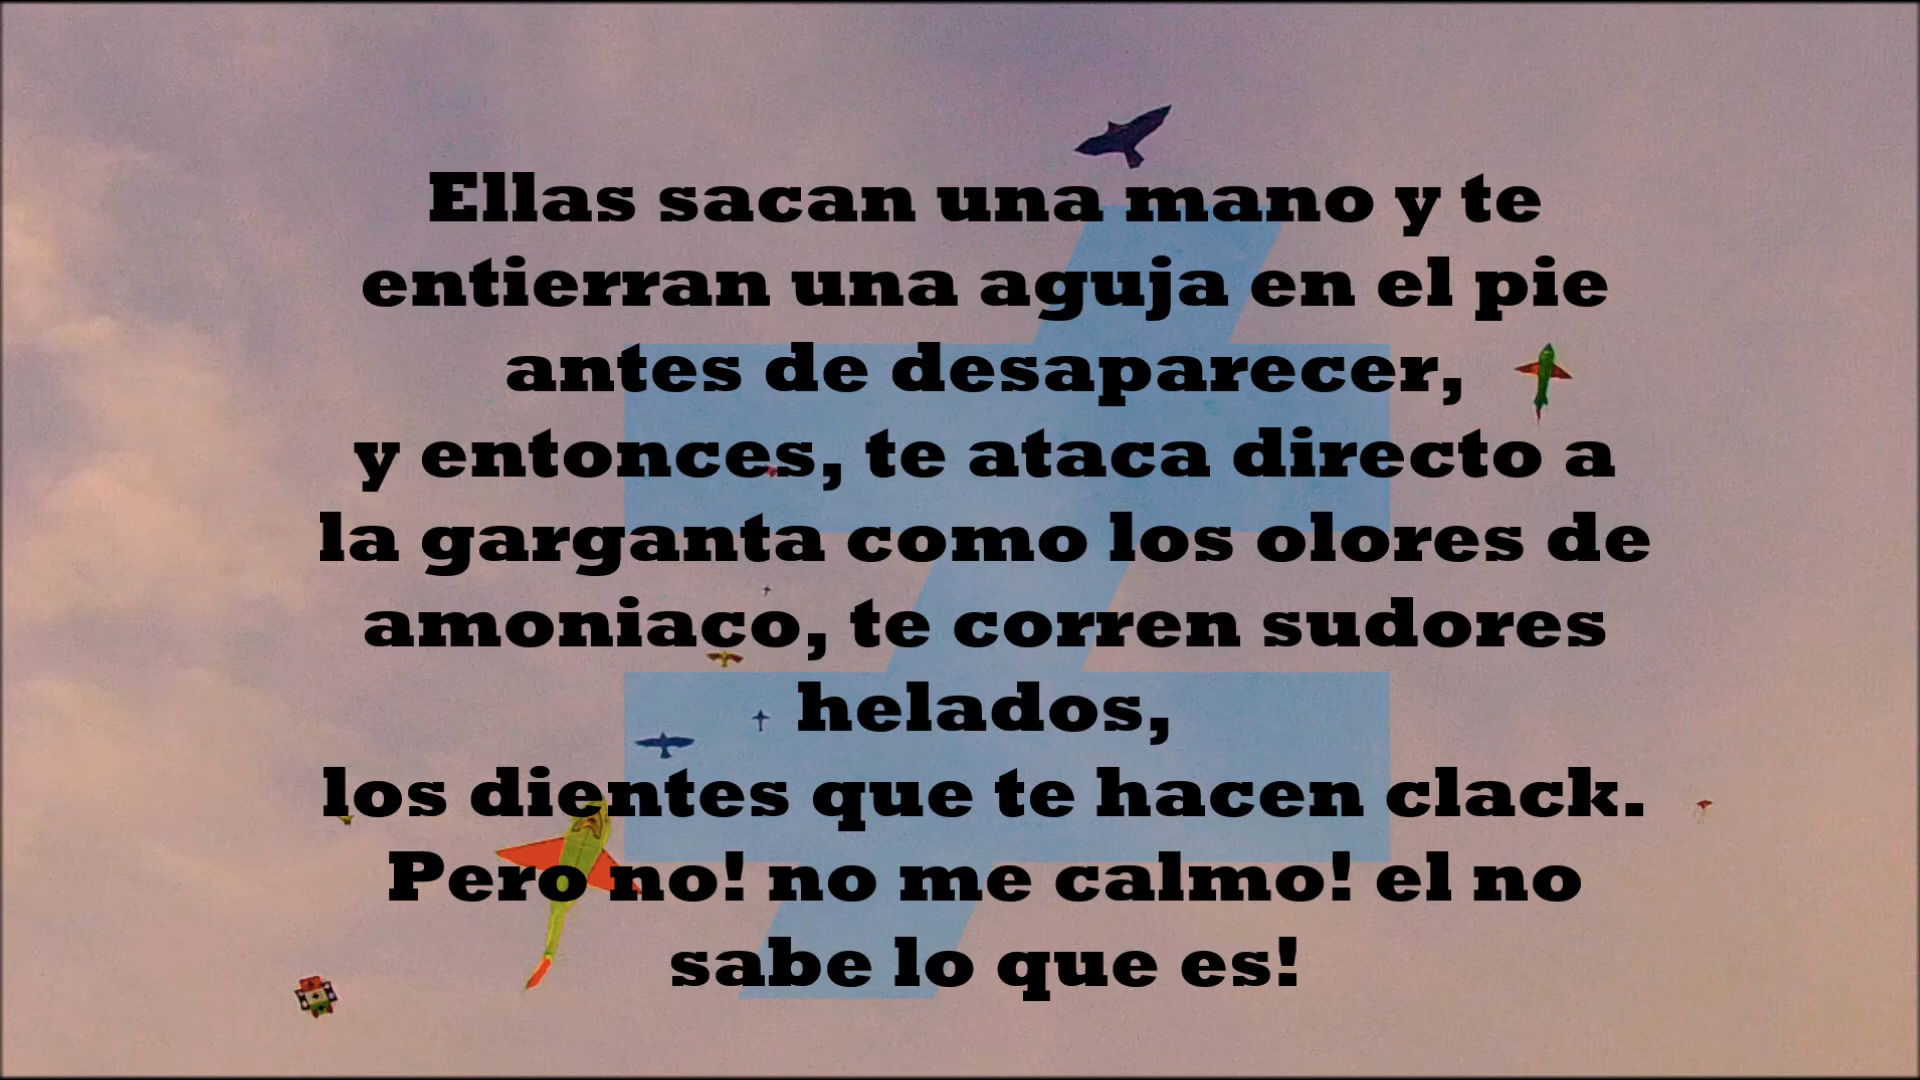 Ellas sacan una mano y te
entierran una aguja en el pie
antes de desaparecer,
y entonces, te ataca directo a
la garganta como los olores de
amoniaco, te corren sudores
helados,
los dientes que te hacen clack.
Pero no! no me calmo! el no
sabe lo que es!